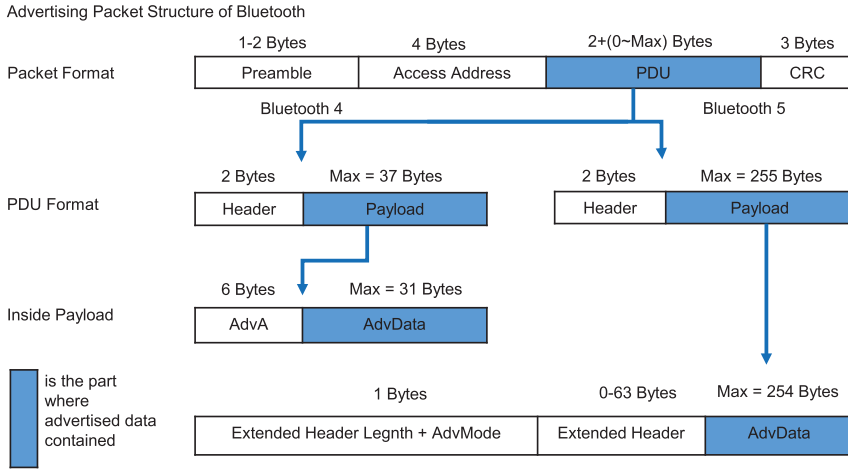 Advertising Packet Structure of Bluetooth
1-2 Bytes 4 Bytes 2+(0~Max) Bytes 3 Bytes
Packet Format Preamble Access Address PDU CRC
Bluetooth 4 Bluetooth 5
2 Bytes Max = 37 Bytes 2 Bytes Max = 255 Bytes
PDU Format Header Payload Header Payload
6 Bytes Max = 31 Bytes
Inside Payload AdvA AdvData
is the part
where
advertised data
contained
1 Bytes 0-63 Bytes Max = 254 Bytes
Extended Header Legnth + AdvMode Extended Header AdvData